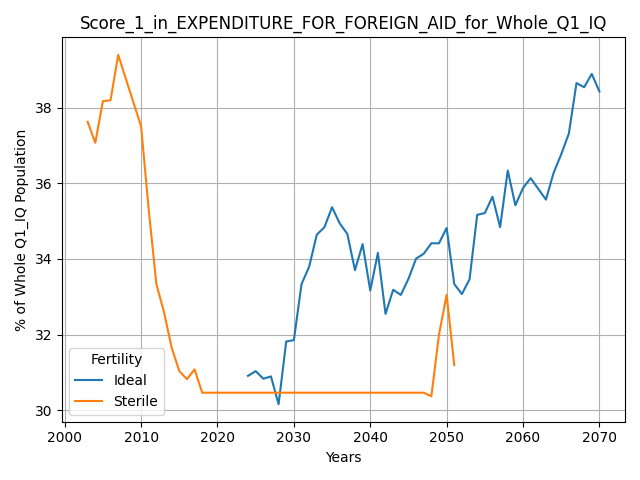 Score_1_in_EXPENDITURE_FOR_FOREIGN_AID_for_Whole_Q1_IQ
% of Whole Q1_IQ Population
38
36
34
32
30
Fertility
Ideal
Sterile
2000 2010 2020 2030 2040 2050 2060 2070
Years